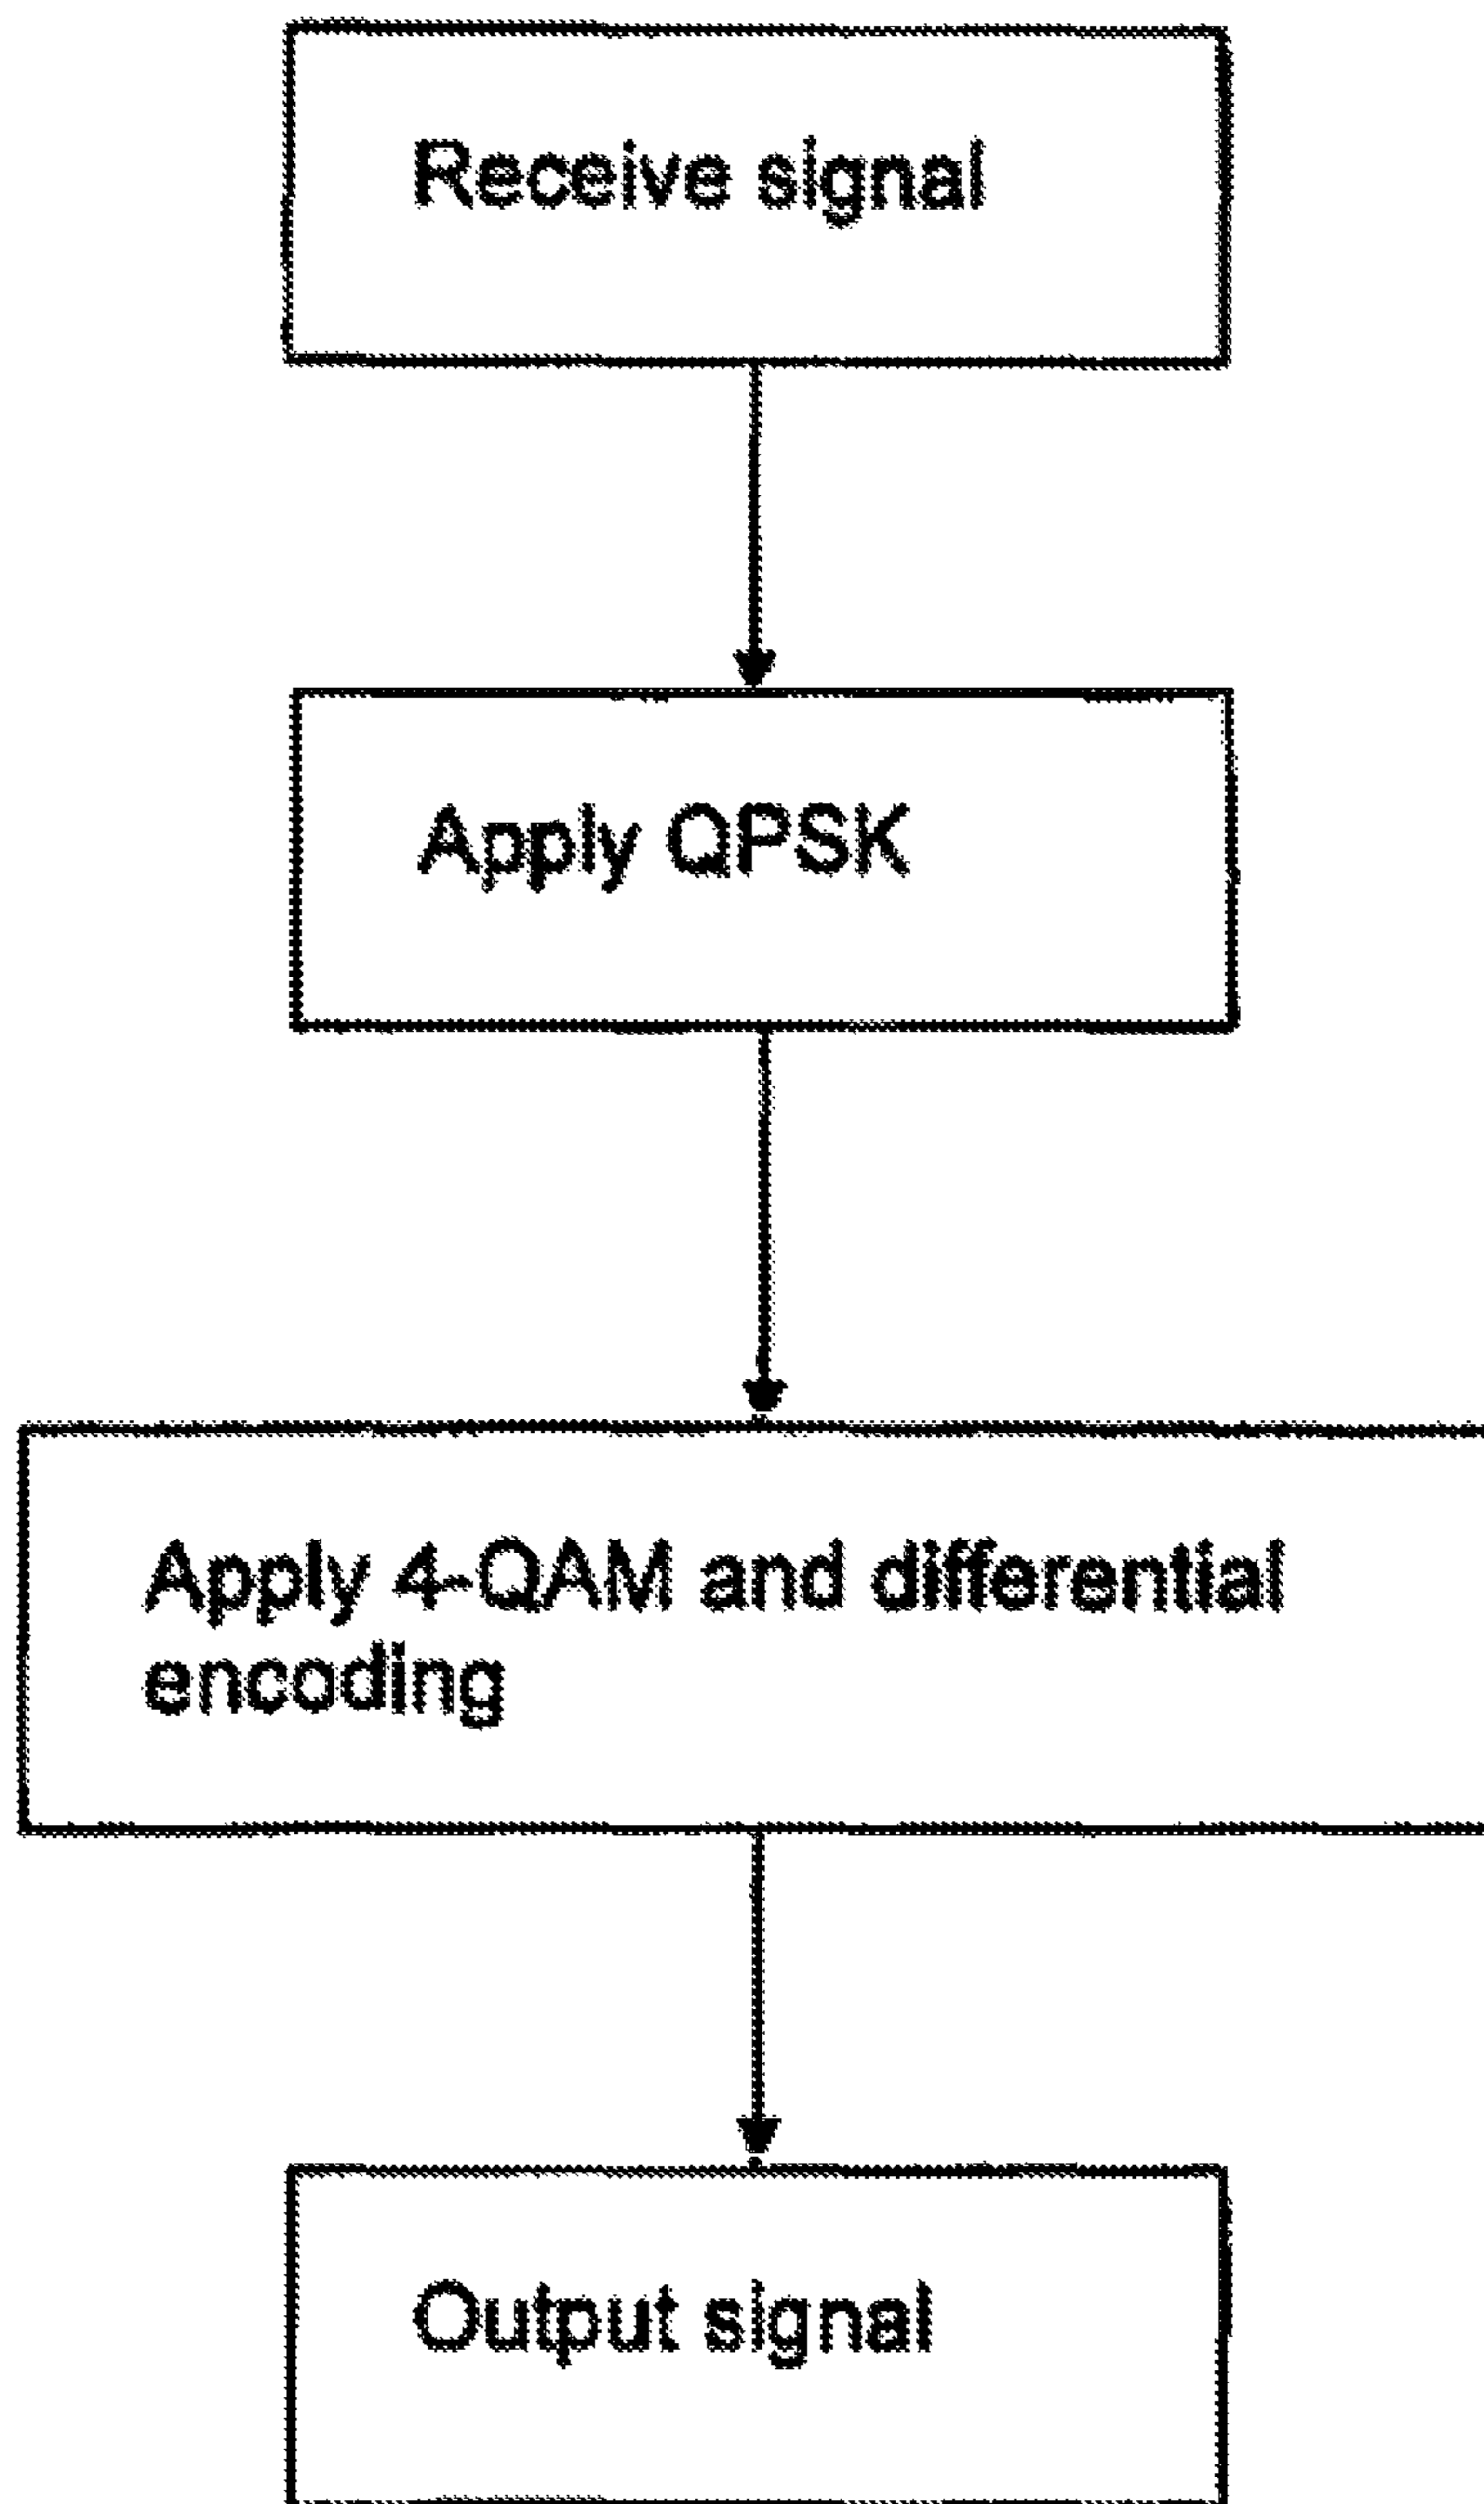 Receive signal
Apply QPSK
Apply 4-QAM and differential
encoding
Output signal